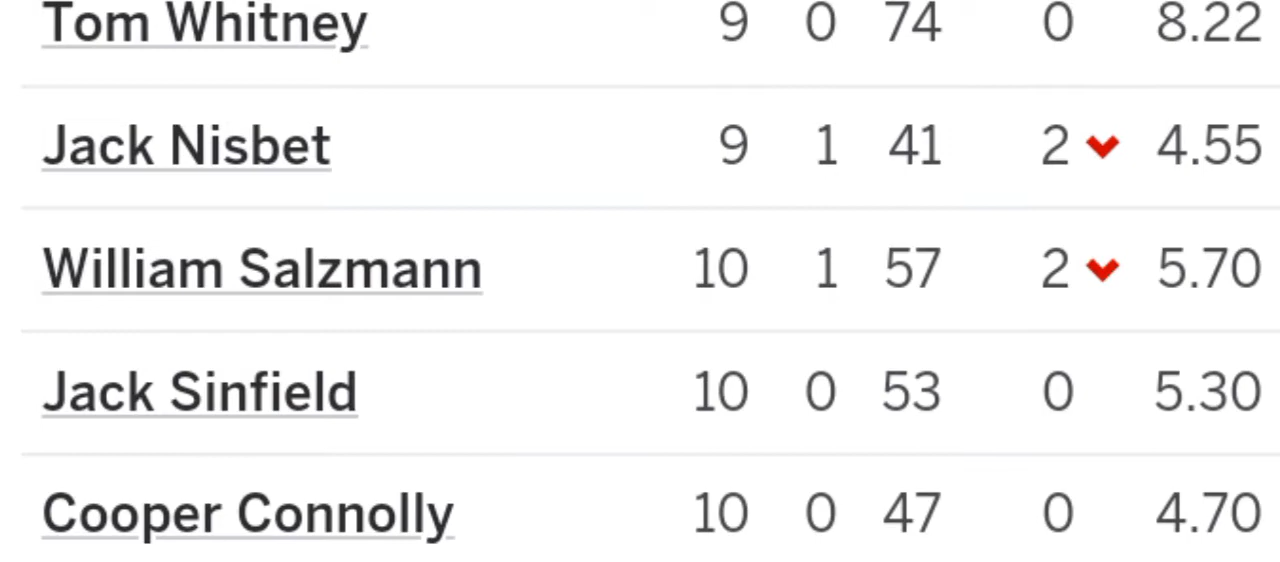 Tom Whitney 9 0 74 0 8.22
Jack Nisbet 9 1 41 2 4.55
William Salzmann 10 1 57 2 5.70
Jack Sinfield 10 0 53 0 5.30
Cooper Connolly 10 0 47 0 4.70